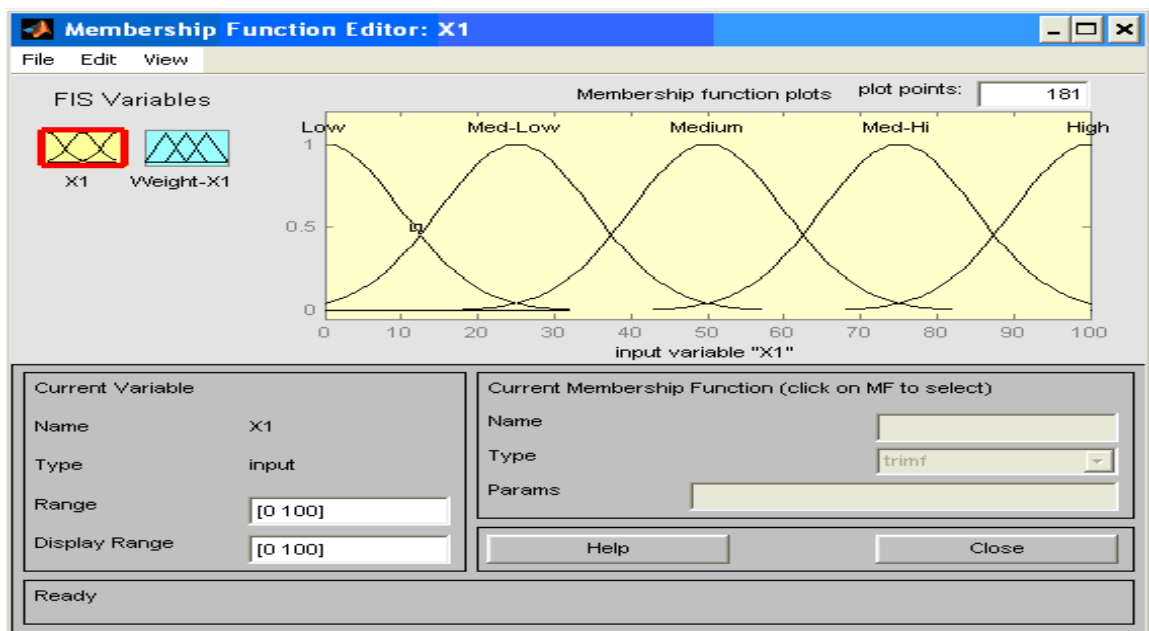 Membership Function Editor: X1
File Edit View
FIS Variables
X1
Weight-X1
Membership function plots
plot points:
181
Low Med-Low Medium Med-Hi High
1
0.5
0
0 10 20 30 40 50 60 70 80 90 100
input variable "X1"
Current Variable
Name X1
Type input
Range [0 100]
Display Range [0 100]
Current Membership Function (click on MF to select)
Name
Type trimf
Params
Help
Close
Ready